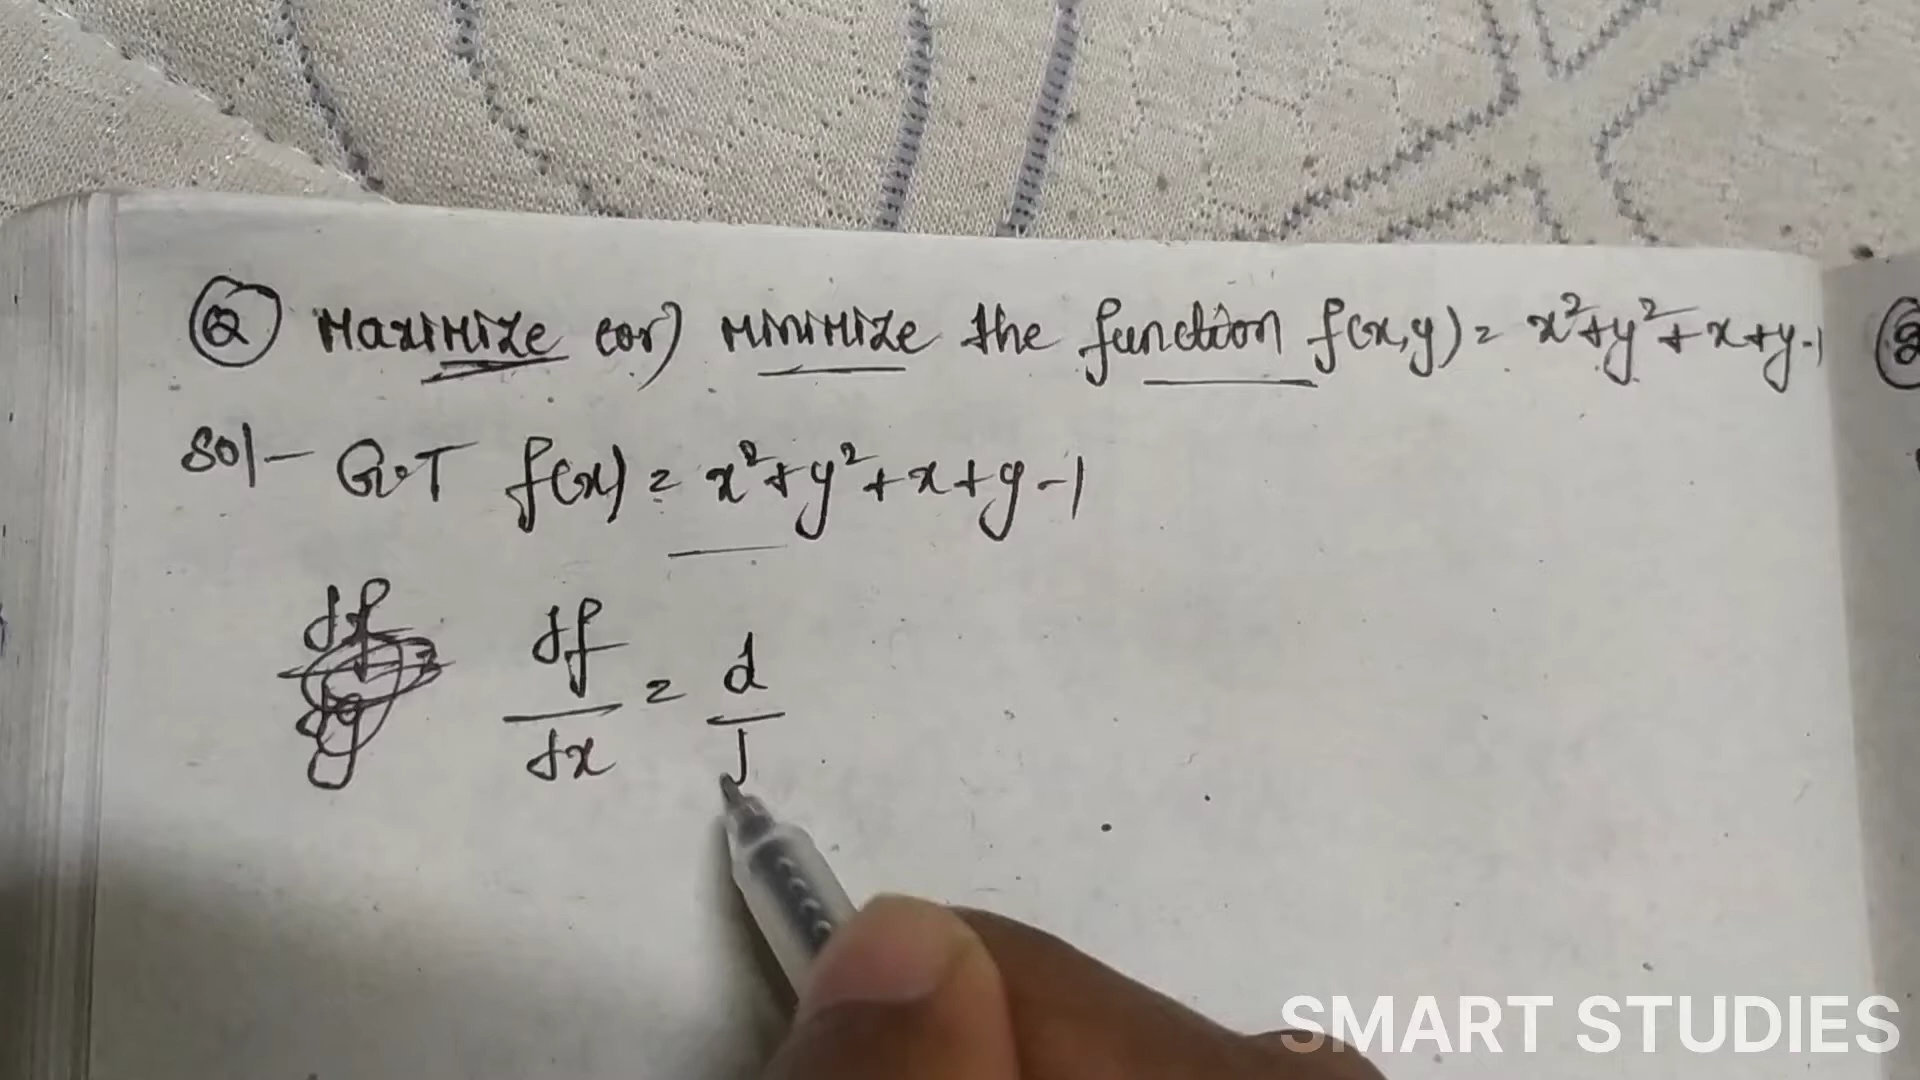 Q Maximize (or) minimize the function f(x,y) = x²+y²+x+y-1
Sol- G.T f(x) = x²+y²+x+y-1
df/dx = d/
SMART STUDIES